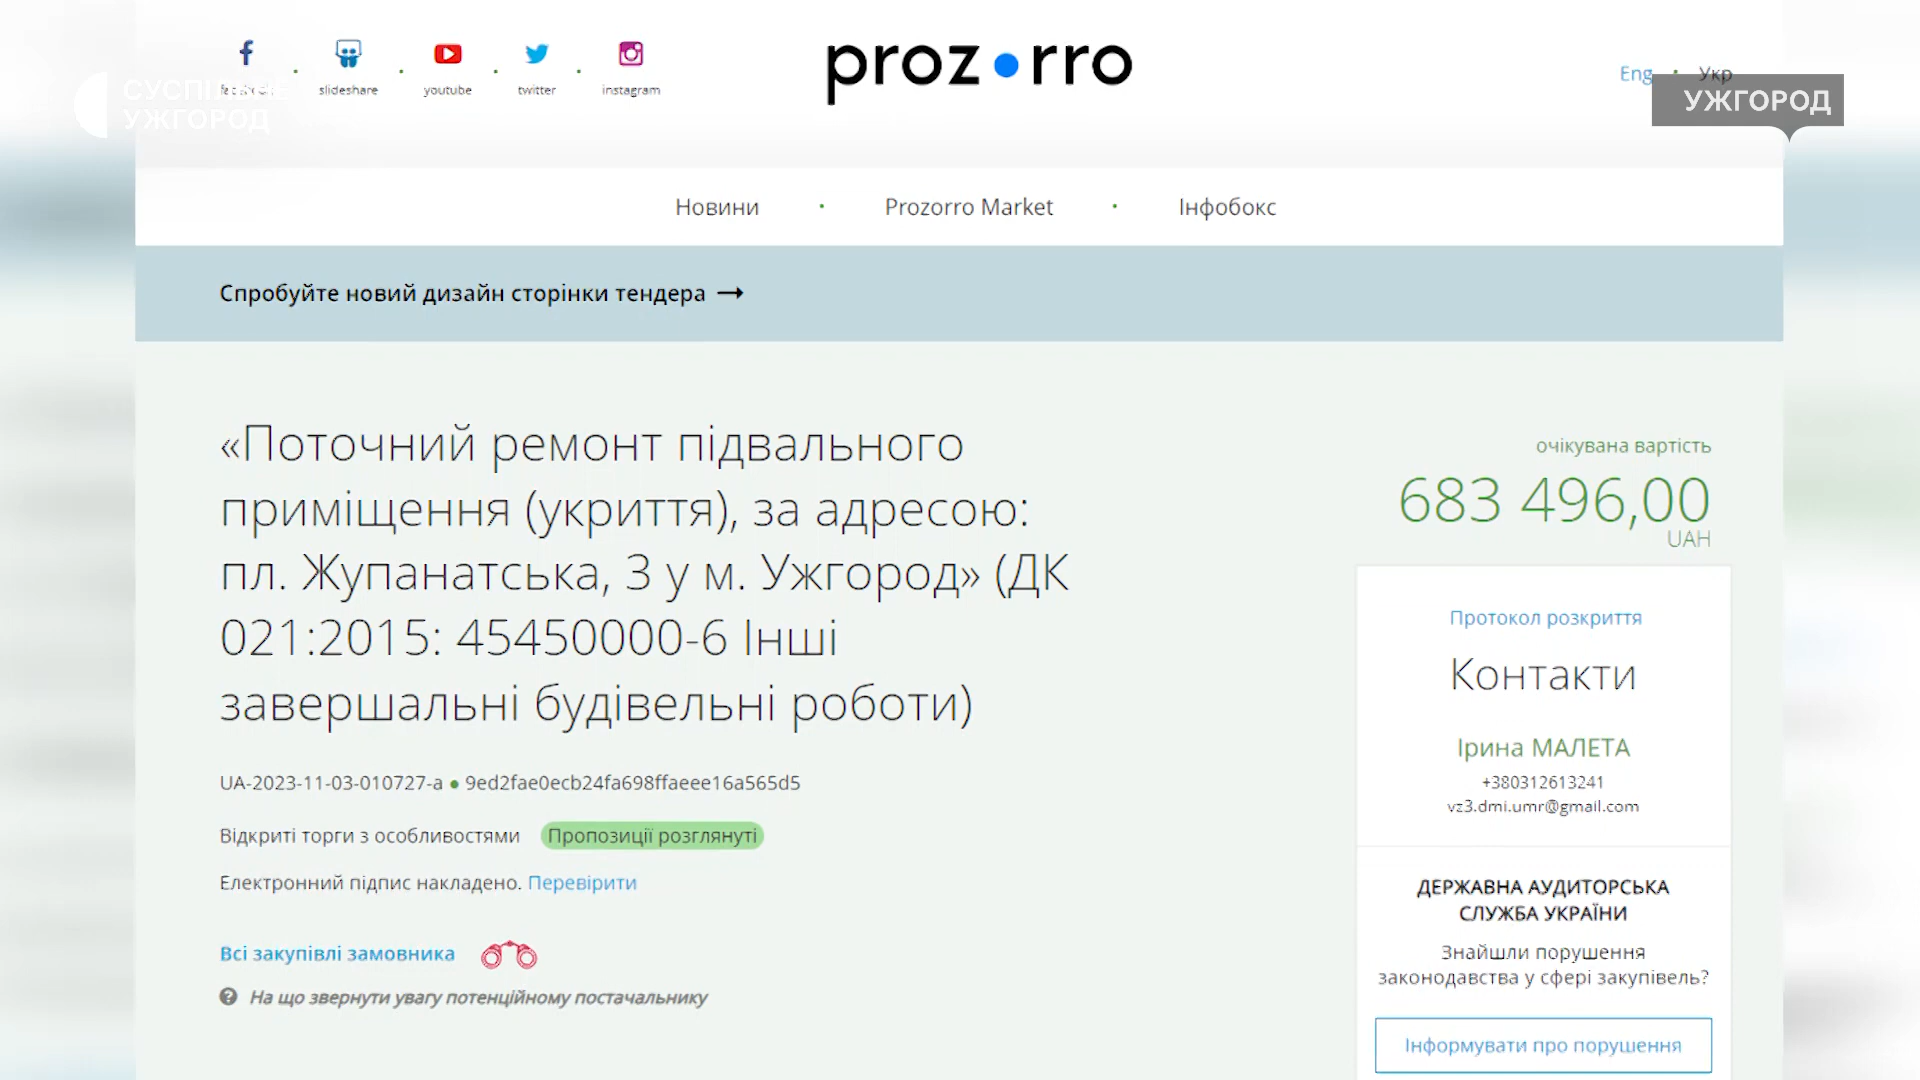 facebook
slideshare
youtube
twitter
instagram
prozorro
Eng
Укр
СУСПІЛЬНЕ
УЖГОРОД
УЖГОРОД
Новини
Prozorro Market
Інфобокс
Спробуйте новий дизайн сторінки тендера →
«Поточний ремонт підвального
приміщення (укриття), за адресою:
пл. Жупанатська, 3 у м. Ужгород» (ДК
021:2015: 45450000-6 Інші
завершальні будівельні роботи)
UA-2023-11-03-010727-a ● 9ed2fae0ecb24fa698ffaeee16a565d5
Відкриті торги з особливостями Пропозиції розглянуті
Електронний підпис накладено. Перевірити
Всі закупівлі замовника
? На що звернути увагу потенційному постачальнику
очікувана вартість
683 496,00
UAH
Протокол розкриття
Контакти
Ірина МАЛЕТА
+380312613241
vz3.dmi.umr@gmail.com
ДЕРЖАВНА АУДИТОРСЬКА
СЛУЖБА УКРАЇНИ
Знайшли порушення
законодавства у сфері закупівель?
Інформувати про порушення